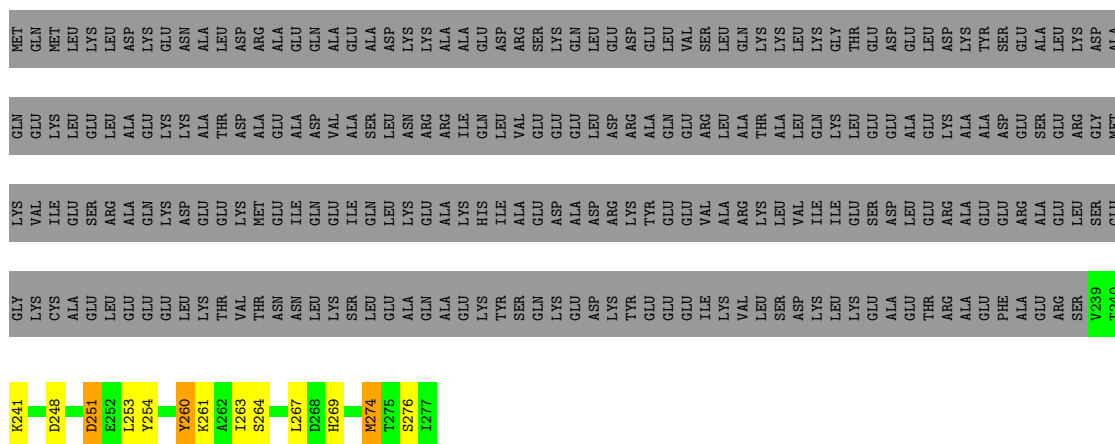 MET GLN MET LEU LYS LEU ASP LYS GLU ASN ALA LEU ASP ARG ALA GLU GLN ALA GLU ALA ASP LYS LYS ALA ALA GLU ASP ARG SER LYS GLN LEU GLU ASP GLU LEU VAL SER LEU GLN LYS LYS LEU LYS GLY THR GLU ASP GLU LEU ASP LYS TYR SER GLU ALA LEU LYS ASP ALA
GLN GLU LYS LEU GLU LEU ALA GLU LYS LYS ALA THR ASP ALA GLU ALA ASP VAL ALA SER LEU ASN ARG ARG ILE GLN LEU VAL GLU GLU GLU LEU ASP ARG ALA GLN GLU ARG LEU ALA THR ALA LEU GLN LYS LEU GLU GLU ALA GLU LYS ALA ALA ASP GLU SER GLU ARG GLY MET
LYS VAL ILE GLU SER ARG ALA GLN LYS ASP GLU GLU LYS MET GLU ILE GLN GLU ILE GLN LEU LYS GLU ALA LYS HIS ILE ALA GLU ASP ALA ASP ARG LYS TYR GLU GLU VAL ALA ARG LYS LEU VAL ILE ILE GLU SER ASP LEU GLU ARG ALA GLU GLU ARG ALA GLU LEU SER GLU
GLY LYS CYS ALA GLU LEU GLU GLU GLU LEU LYS THR VAL THR ASN ASN LEU LYS SER LEU GLU ALA GLN ALA GLU LYS TYR SER GLN LYS GLU ASP LYS TYR GLU GLU GLU ILE LYS VAL LEU SER ASP LYS LEU LYS GLU ALA GLU THR ARG ALA GLU PHE ALA GLU ARG SER V239 T240
K241 D248 D251 E252 L253 Y254 Y260 K261 A262 I263 S264 L267 D268 H269 M274 T275 S276 I277